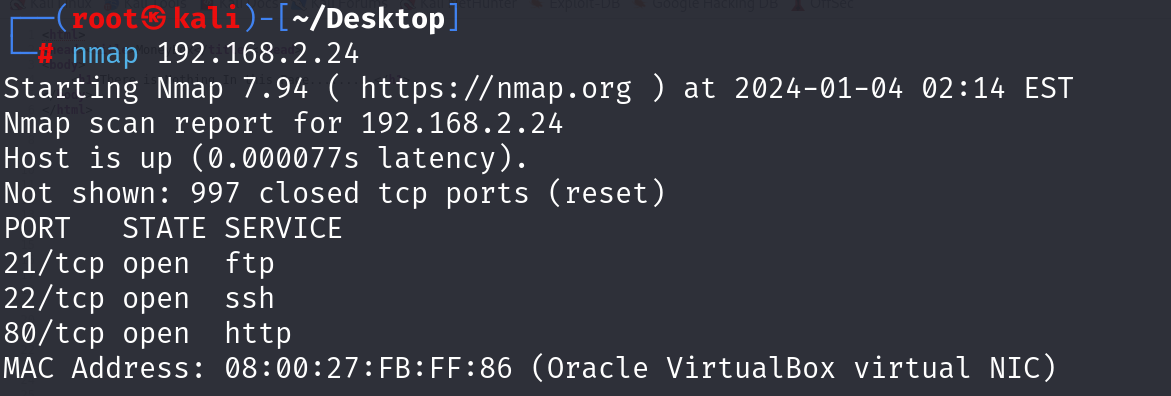 ┌──(root㉿kali)-[~/Desktop]
└─# nmap 192.168.2.24
Starting Nmap 7.94 ( https://nmap.org ) at 2024-01-04 02:14 EST
Nmap scan report for 192.168.2.24
Host is up (0.000077s latency).
Not shown: 997 closed tcp ports (reset)
PORT   STATE SERVICE
21/tcp open  ftp
22/tcp open  ssh
80/tcp open  http
MAC Address: 08:00:27:FB:FF:86 (Oracle VirtualBox virtual NIC)